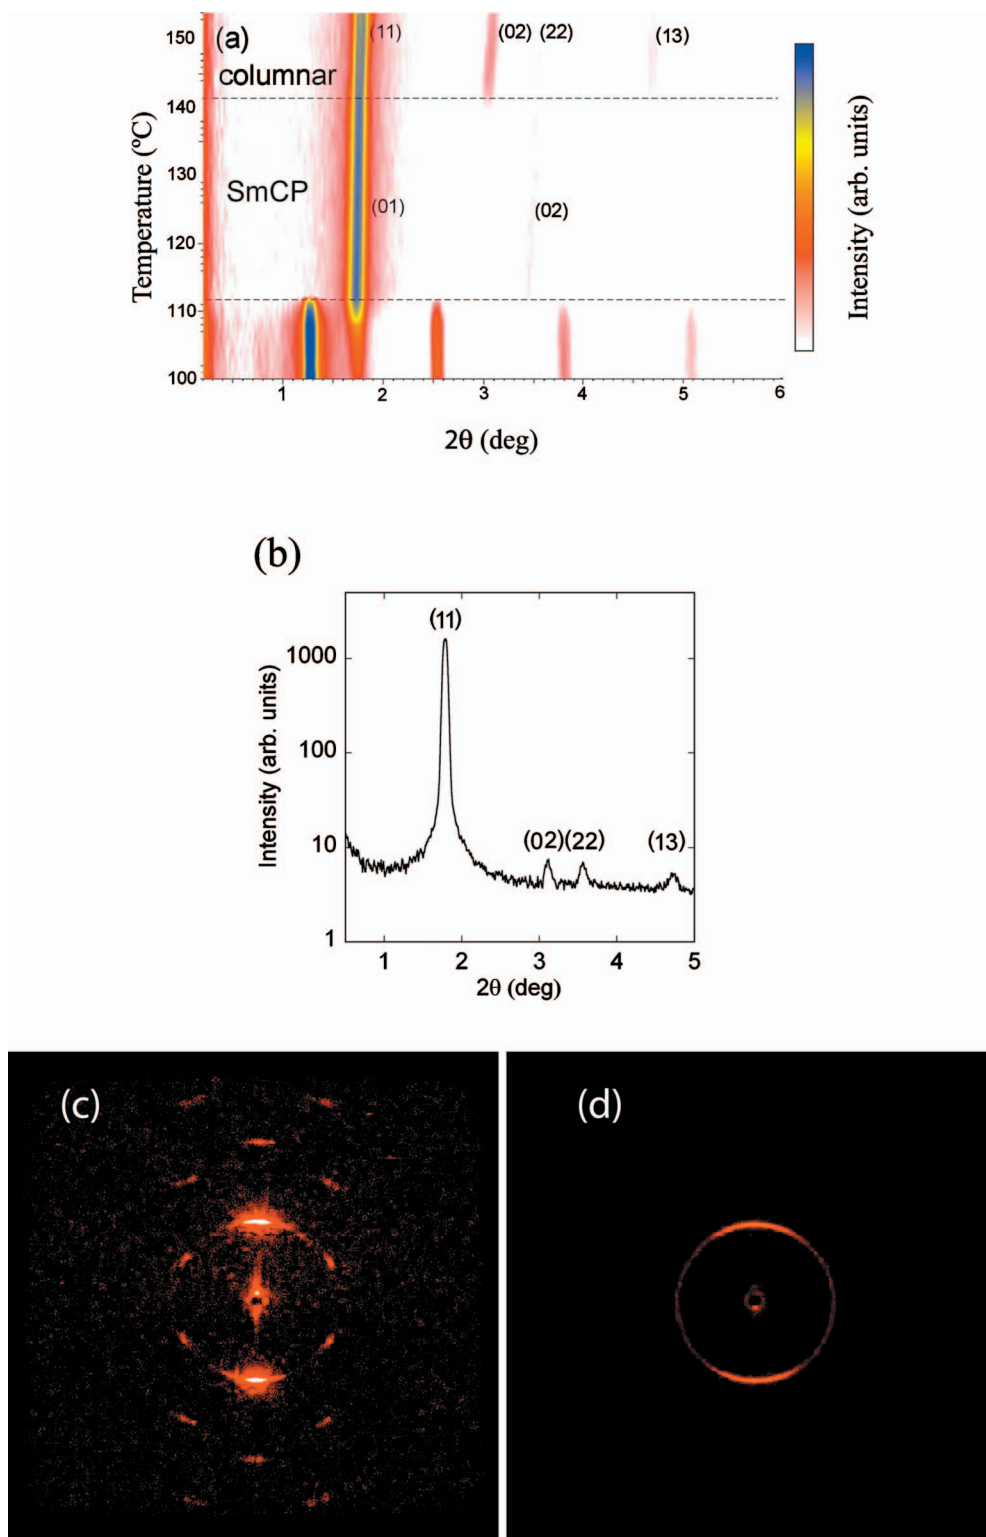 (a)
(11)
(02) (22)
(13)
columnar
SmCP
(01)
(02)
150
140
130
120
110
100
Temperature (ºC)
1 2 3 4 5 6
2θ (deg)
Intensity (arb. units)
(b)
(11)
(02)(22)
(13)
1000
100
10
1
Intensity (arb. units)
1 2 3 4 5
2θ (deg)
(c)
(d)